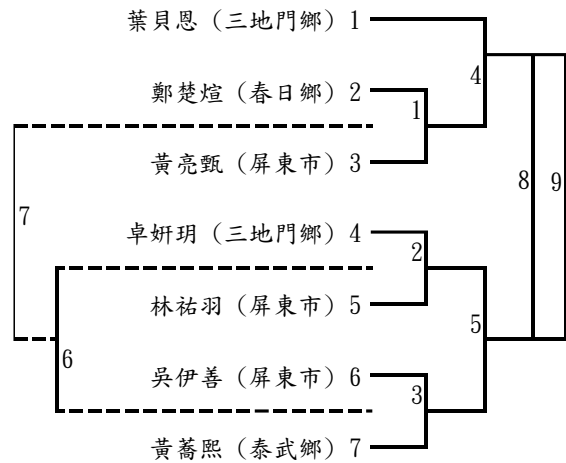 葉貝恩 (三地門鄉) 1
4
鄭楚煊 (春日鄉) 2
1
黃亮甄 (屏東市) 3
8
9
7
卓妍玥 (三地門鄉) 4
2
林祐羽 (屏東市) 5
5
6
吳伊善 (屏東市) 6
3
黃蕎熙 (泰武鄉) 7